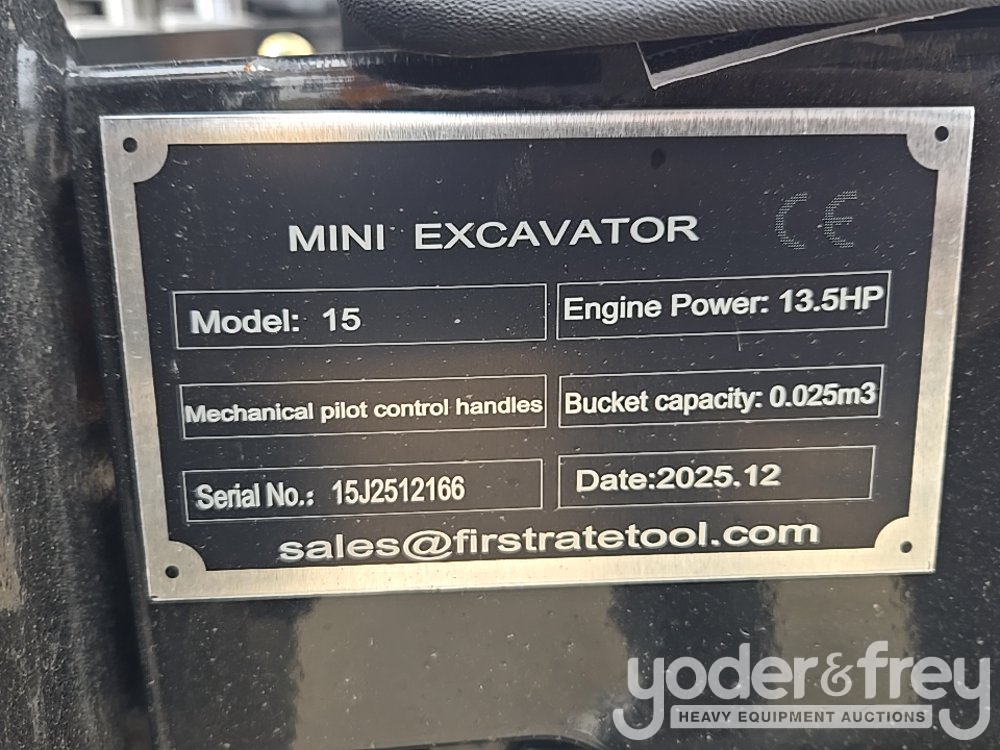 MINI EXCAVATOR CE
Model: 15
Engine Power: 13.5HP
Mechanical pilot control handles
Bucket capacity: 0.025m3
Serial No.: 15J2512166
Date:2025.12
sales@firstratetool.com
yoder&frey
HEAVY EQUIPMENT AUCTIONS